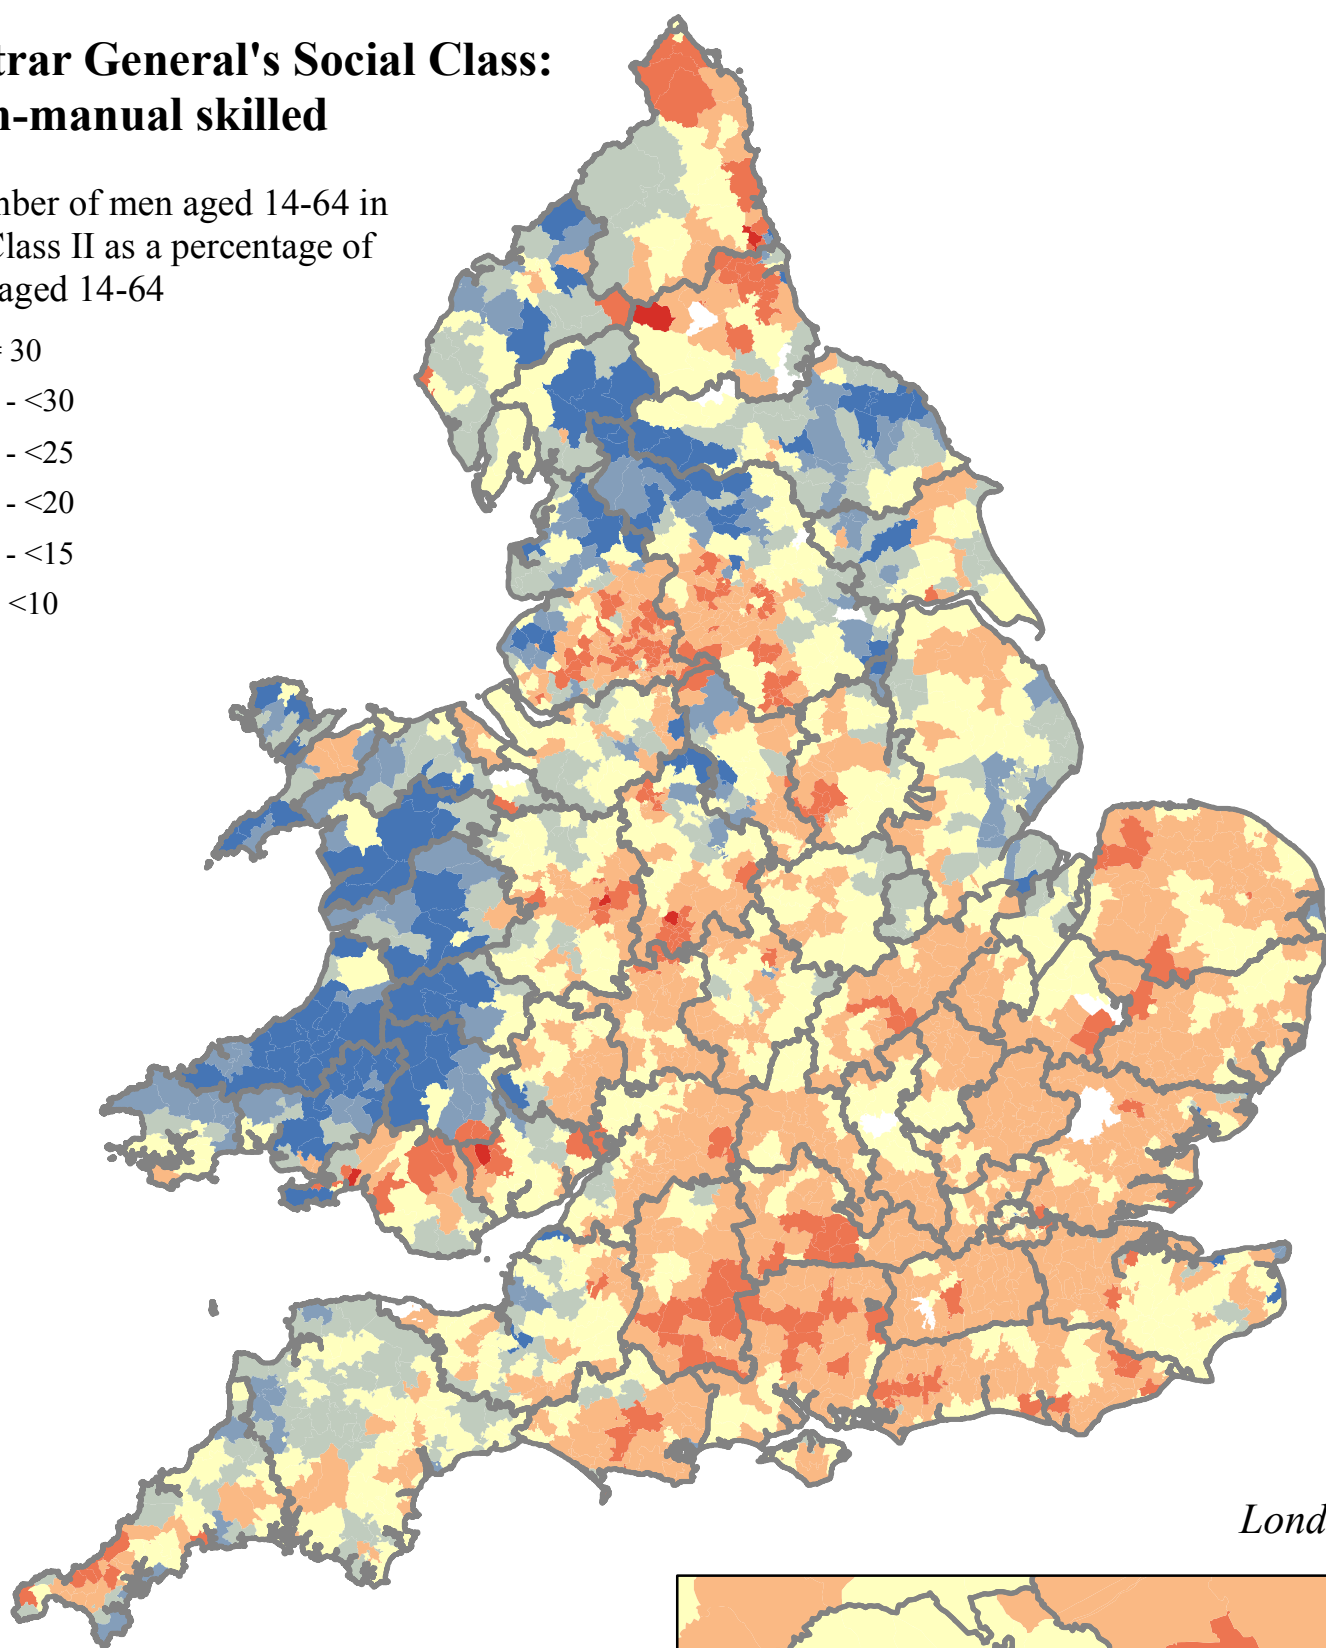 trar General's Social Class:
n-manual skilled
nber of men aged 14-64 in
Class II as a percentage of
aged 14-64
= 30
- <30
- <25
- <20
- <15
<10
Lond